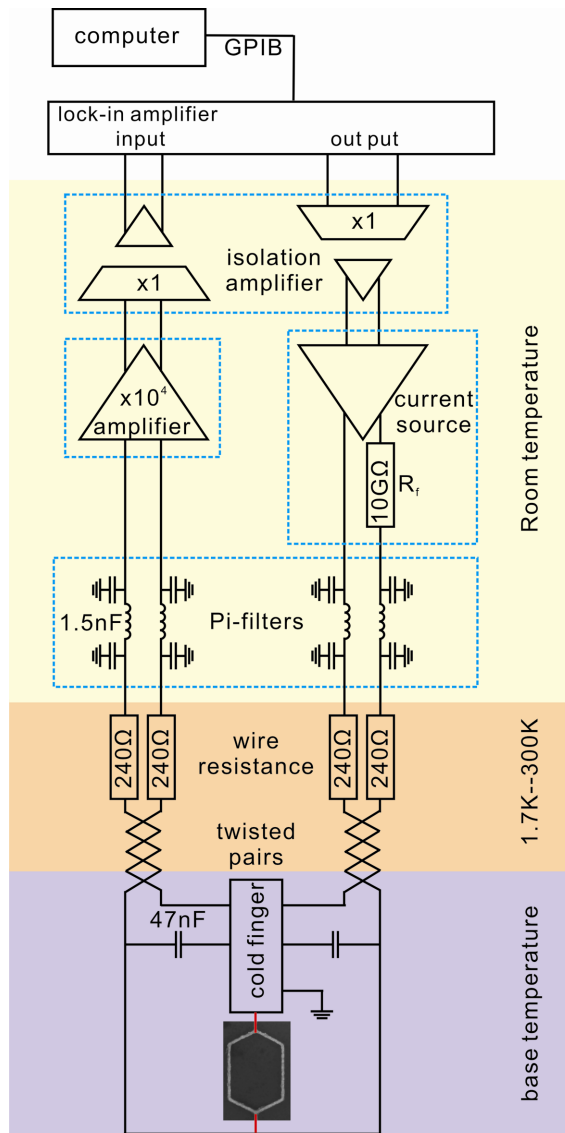 computer
GPIB
lock-in amplifier
input
out put
x1
isolation
amplifier
x1
x10⁴
amplifier
current
source
10GΩ
Rf
Room temperature
1.5nF
Pi-filters
240Ω
240Ω
wire
resistance
240Ω
240Ω
1.7K--300K
twisted
pairs
47nF
cold finger
base temperature